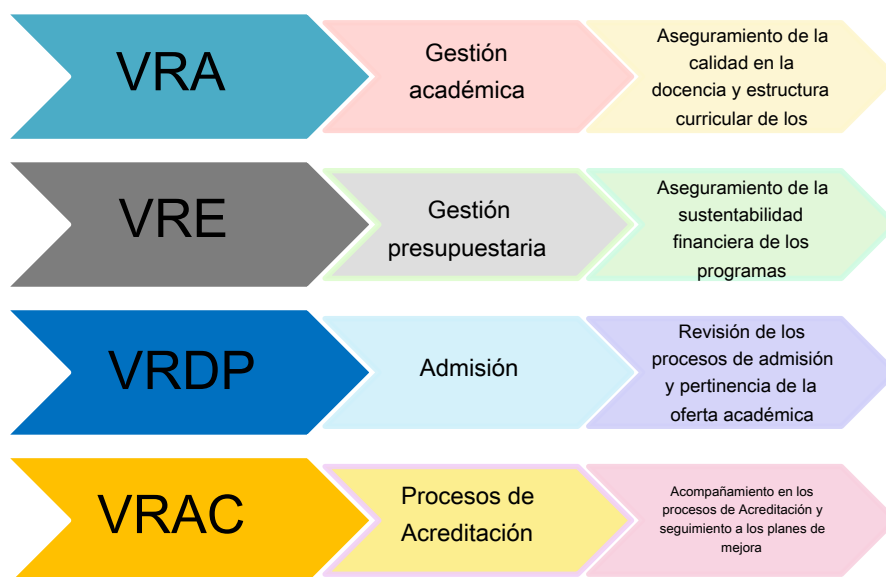 VRA
Gestión
académica
Aseguramiento de la
calidad en la
docencia y estructura
curricular de los
VRE
Gestión
presupuestaria
Aseguramiento de la
sustentabilidad
financiera de los
programas
VRDP
Admisión
Revisión de los
procesos de admisión
y pertinencia de la
oferta académica
VRAC
Procesos de
Acreditación
Acompañamiento en los
procesos de Acreditación y
seguimiento a los planes de
mejora